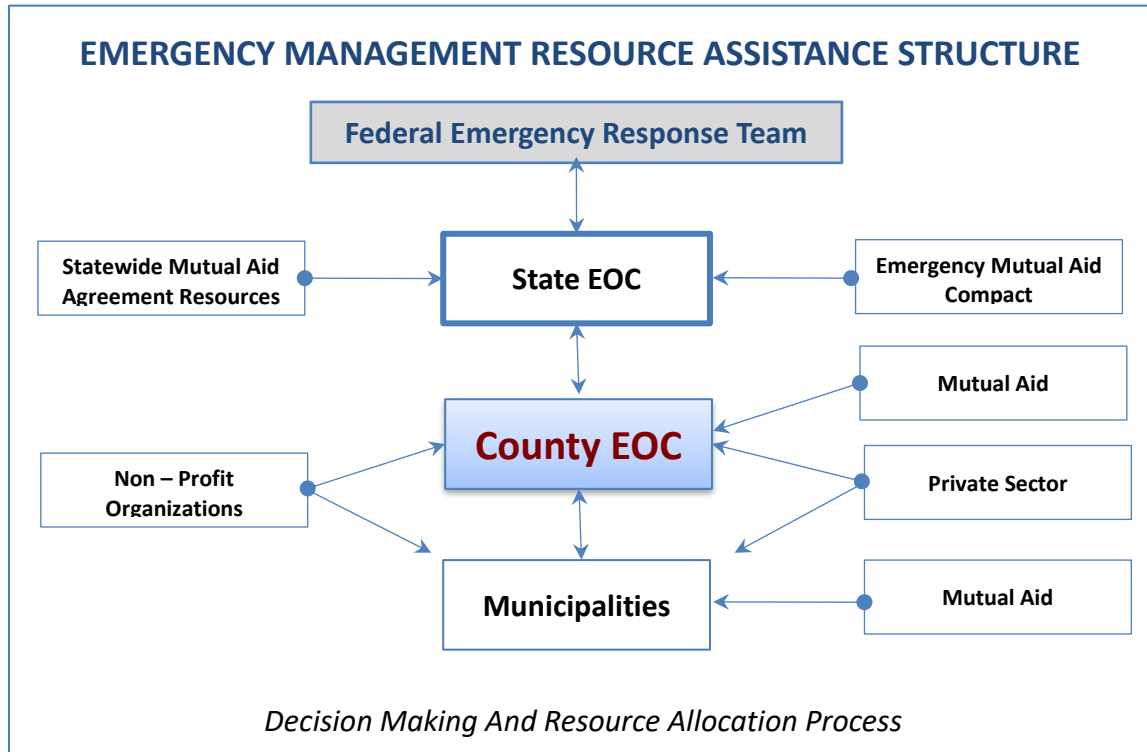 EMERGENCY MANAGEMENT RESOURCE ASSISTANCE STRUCTURE
Federal Emergency Response Team
Statewide Mutual Aid
Agreement Resources
State EOC
Emergency Mutual Aid
Compact
Mutual Aid
County EOC
Non – Profit
Organizations
Private Sector
Municipalities
Mutual Aid
Decision Making And Resource Allocation Process